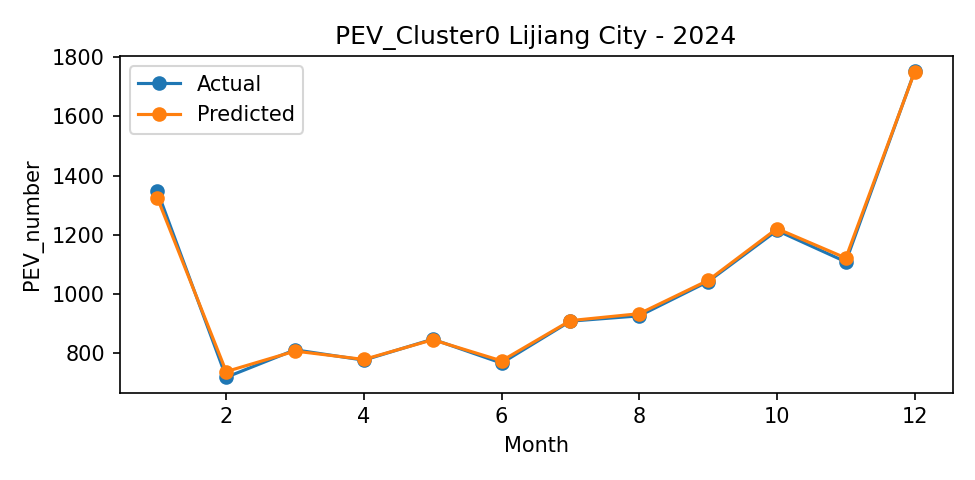 PEV_Cluster0 Lijiang City - 2024
Actual
Predicted
PEV_number
1800
1600
1400
1200
1000
800
2 4 6 8 10 12
Month